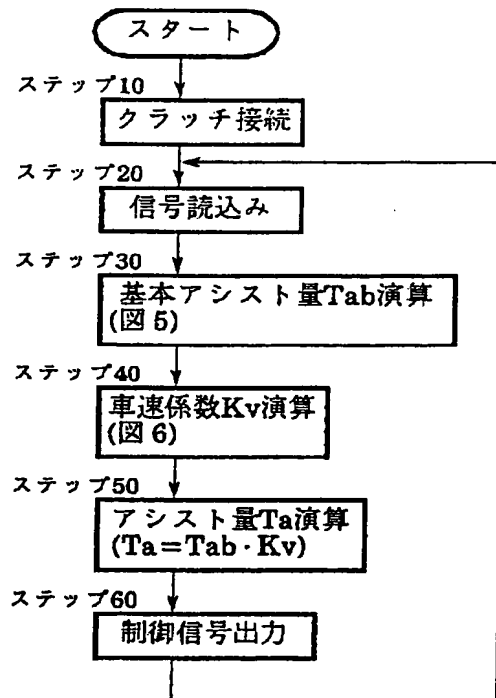 スタート
ステップ10
クラッチ接続
ステップ20
信号読込み
ステップ30
基本アシスト量Tab演算
(図5)
ステップ40
車速係数Kv演算
(図6)
ステップ50
アシスト量Ta演算
(Ta=Tab·Kv)
ステップ60
制御信号出力